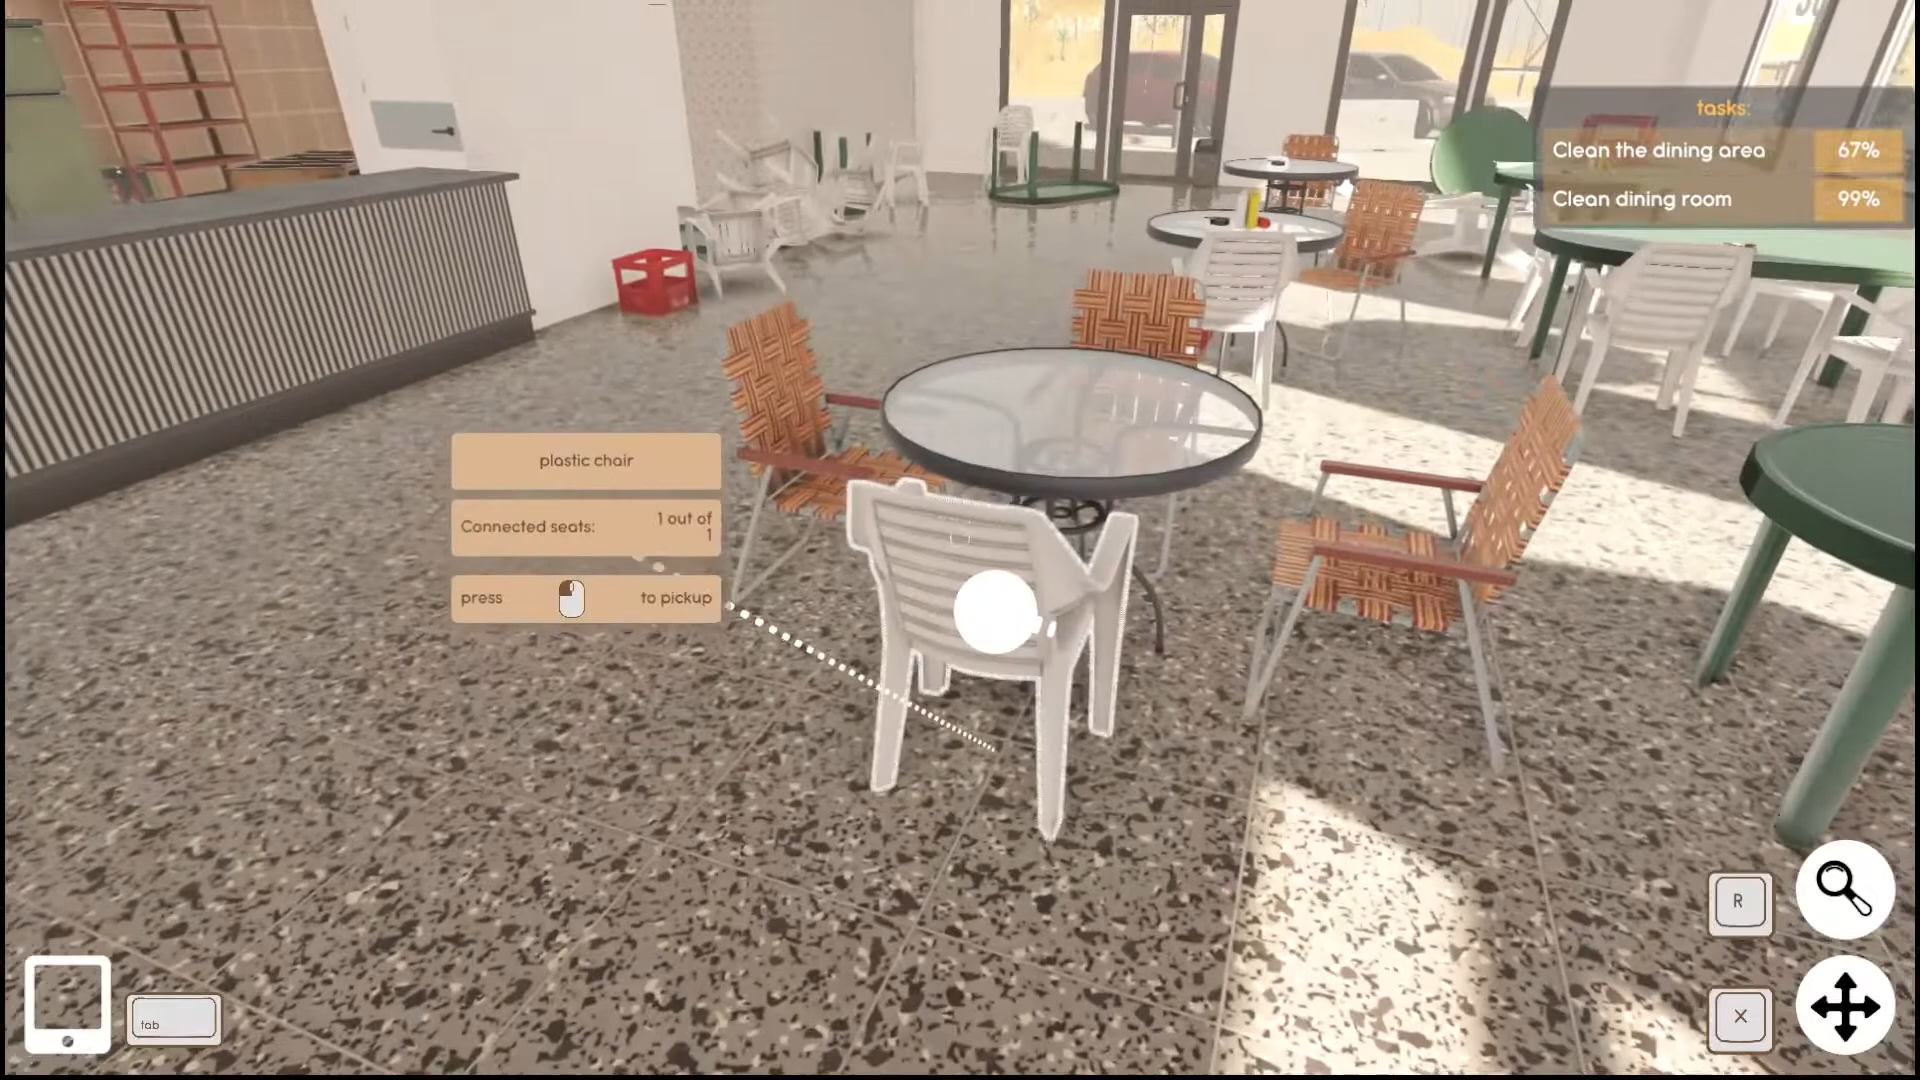 tasks:
Clean the dining area 67%
Clean dining room 99%
plastic chair
Connected seats: 1 out of
1
press to pickup
R
X
tab